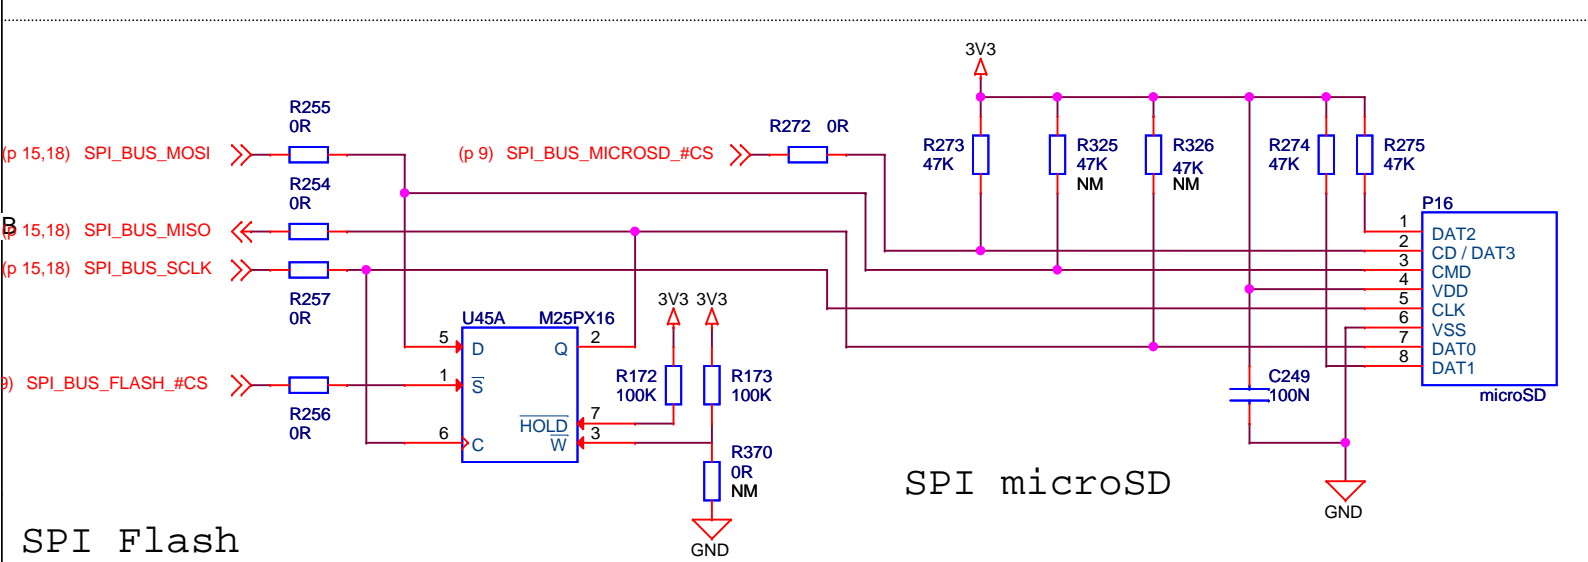 3V3
R255
0R
R272 0R
(p 15,18) SPI_BUS_MOSI
(p 9) SPI_BUS_MICROSD_#CS
R273
47K
R325
47K
NM
R326
47K
NM
R274
47K
R275
47K
R254
0R
B
15,18) SPI_BUS_MISO
(p 15,18) SPI_BUS_SCLK
R257
0R
P16
1 DAT2
2 CD / DAT3
3 CMD
4 VDD
5 CLK
6 VSS
7 DAT0
8 DAT1
microSD
3V3 3V3
U45A M25PX16
5 D
Q 2
1 S
7 HOLD
3 W
6 C
R172
100K
R173
100K
9) SPI_BUS_FLASH_#CS
R256
0R
R370
0R
NM
GND
C249
100N
GND
SPI microSD
SPI Flash